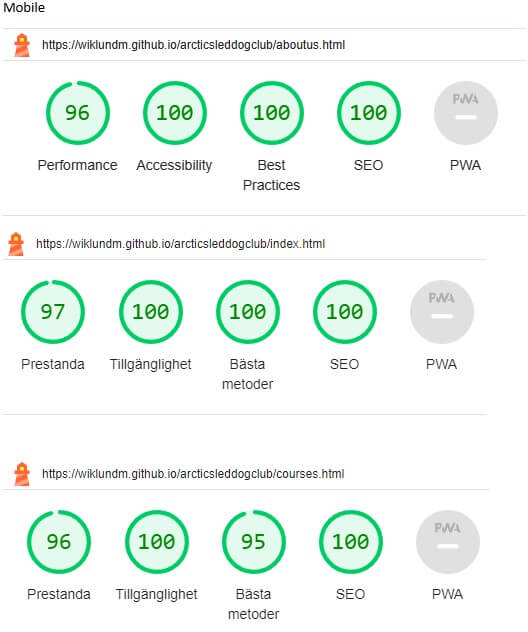 Mobile
https://wiklundm.github.io/arcticsleddogclub/aboutus.html
96 100 100 100 PWA
Performance Accessibility Best Practices SEO PWA
https://wiklundm.github.io/arcticsleddogclub/index.html
97 100 100 100 PWA
Prestanda Tillgänglighet Bästa metoder SEO PWA
https://wiklundm.github.io/arcticsleddogclub/courses.html
96 100 95 100 PWA
Prestanda Tillgänglighet Bästa metoder SEO PWA